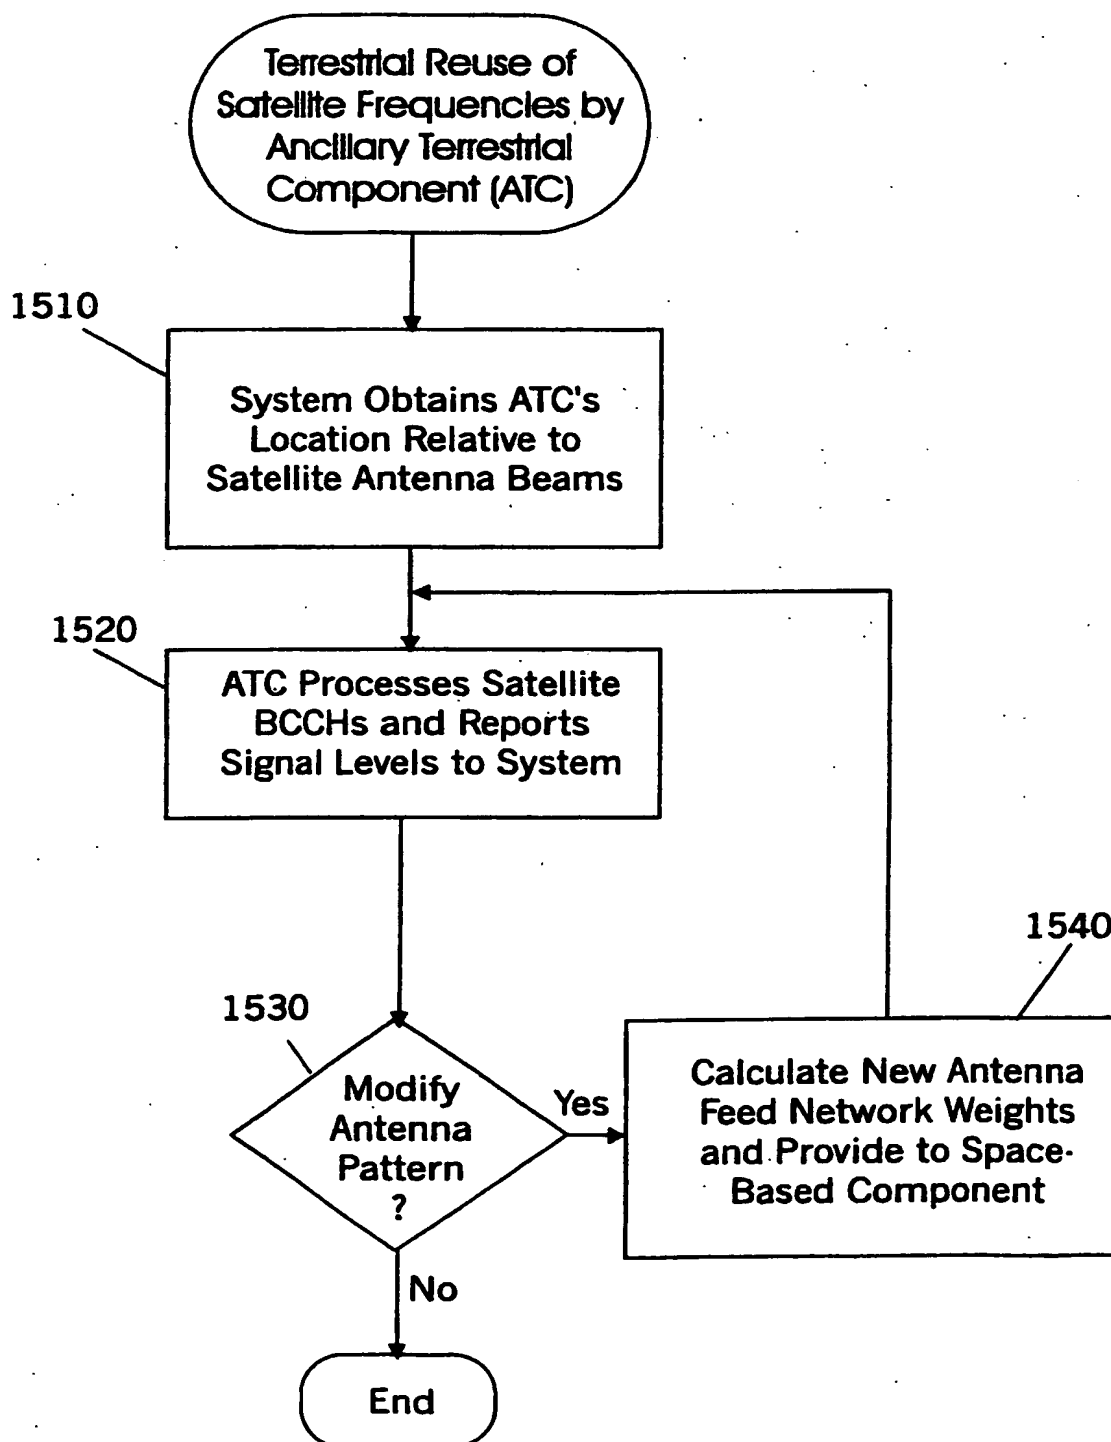 Terrestrial Reuse of
Satellite Frequencies by
Ancillary Terrestrial
Component (ATC)
1510
System Obtains ATC's
Location Relative to
Satellite Antenna Beams
1520
ATC Processes Satellite
BCCHs and Reports
Signal Levels to System
1530
Modify
Antenna
Pattern
?
Yes
1540
Calculate New Antenna
Feed Network Weights
and Provide to Space-
Based Component
No
End